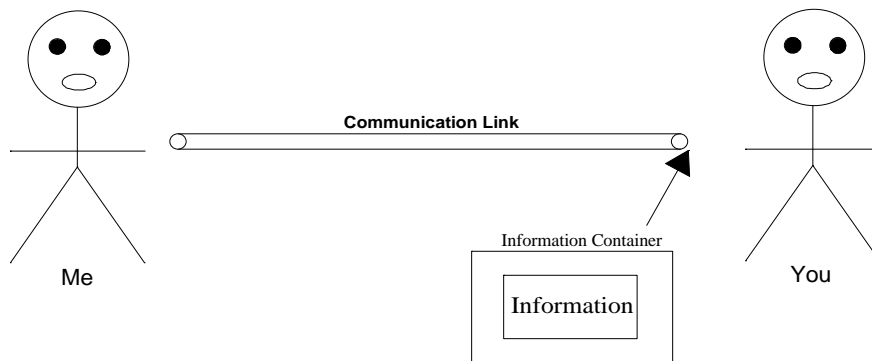 Communication Link
Information Container
Information
Me
You